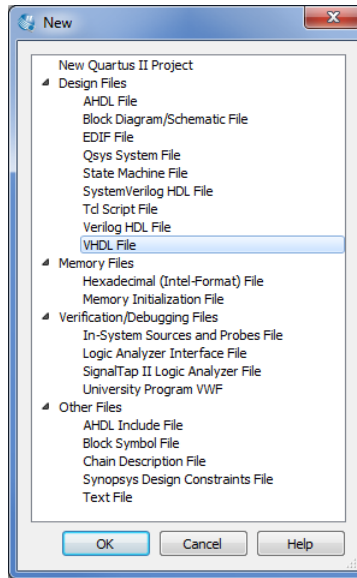 New
New Quartus II Project
Design Files
AHDL File
Block Diagram/Schematic File
EDIF File
Qsys System File
State Machine File
SystemVerilog HDL File
Tcl Script File
Verilog HDL File
VHDL File
Memory Files
Hexadecimal (Intel-Format) File
Memory Initialization File
Verification/Debugging Files
In-System Sources and Probes File
Logic Analyzer Interface File
SignalTap II Logic Analyzer File
University Program VWF
Other Files
AHDL Include File
Block Symbol File
Chain Description File
Synopsys Design Constraints File
Text File
OK Cancel Help